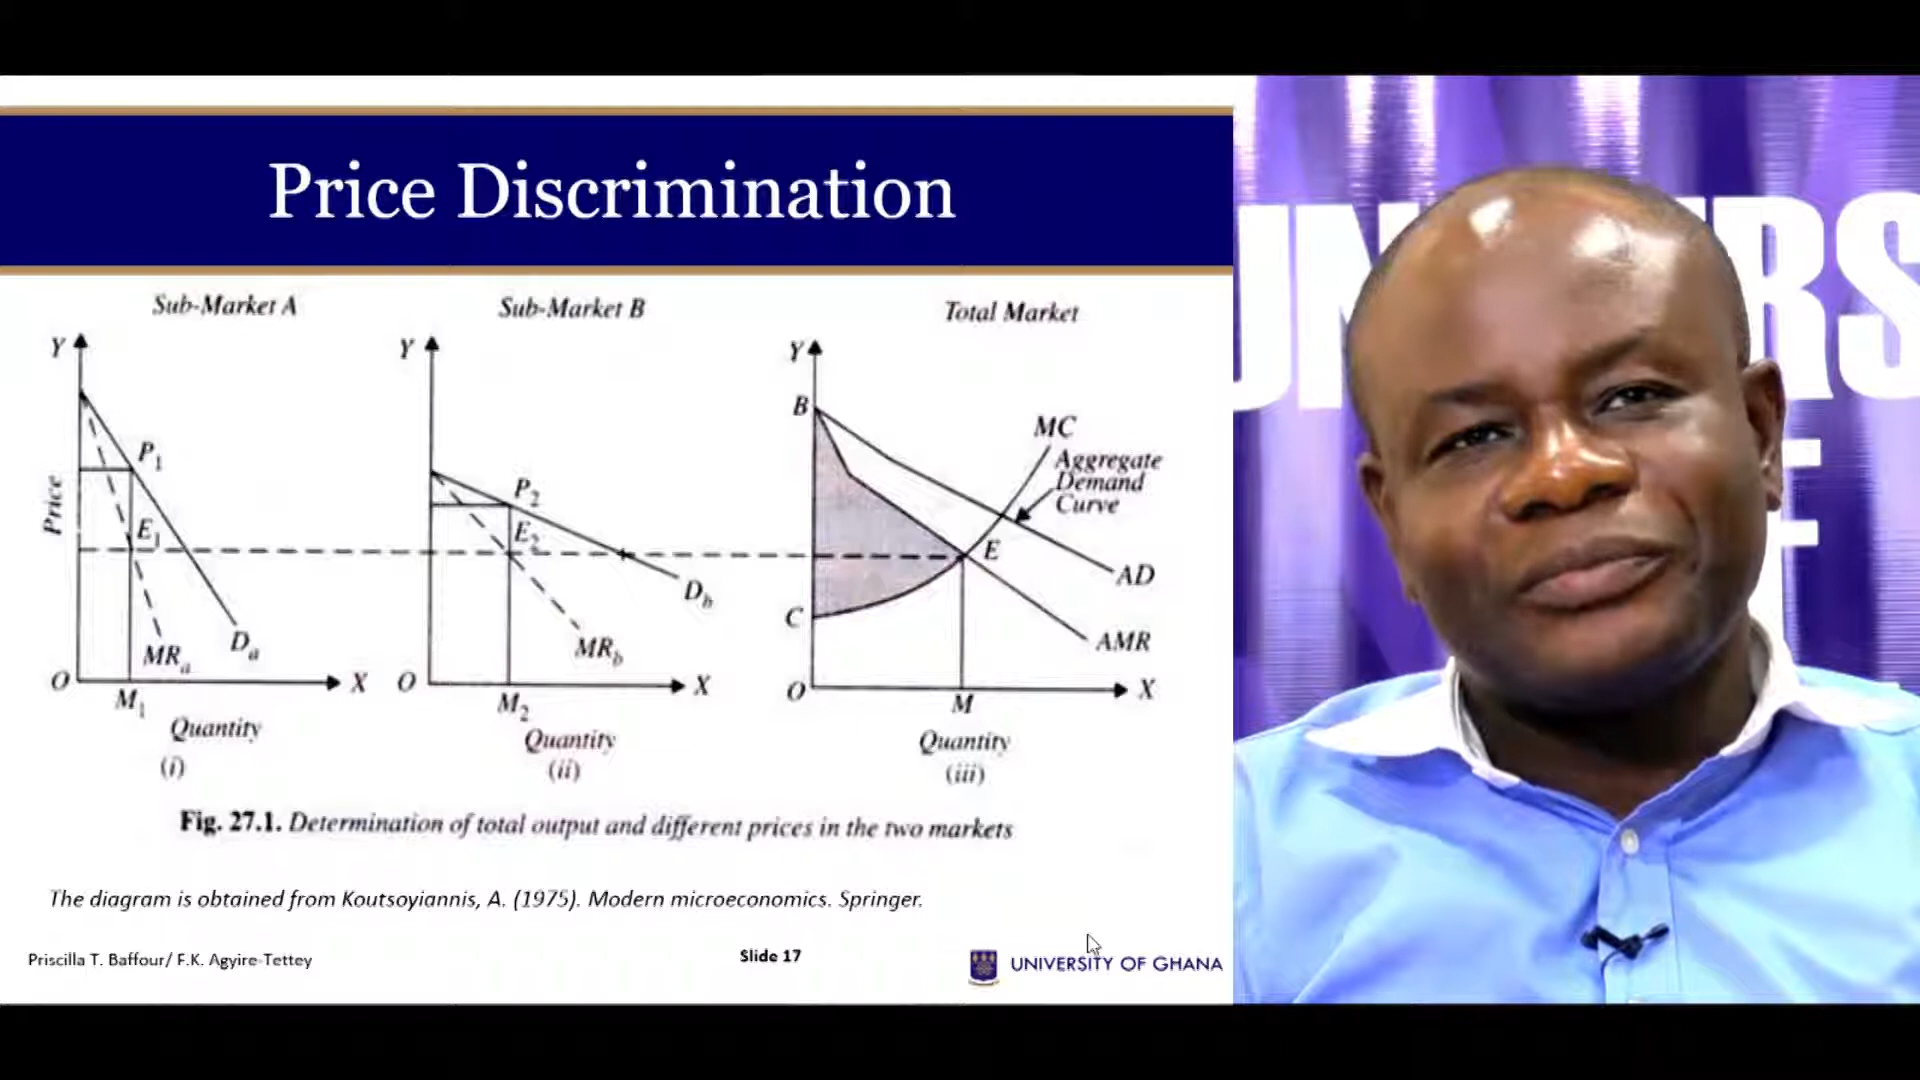 Price Discrimination
Sub-Market A
Sub-Market B
Total Market
Y
Y
Y
B
MC
Aggregate
Demand
Curve
P1
P2
Price
E1
E2
E
Db
AD
C
MRa
Da
MRb
AMR
O
X
O
X
O
X
M1
M2
M
Quantity
Quantity
Quantity
(i)
(ii)
(iii)
Fig. 27.1. Determination of total output and different prices in the two markets
The diagram is obtained from Koutsoyiannis, A. (1975). Modern microeconomics. Springer.
Priscilla T. Baffour/ F.K. Agyire-Tettey
Slide 17
UNIVERSITY OF GHANA